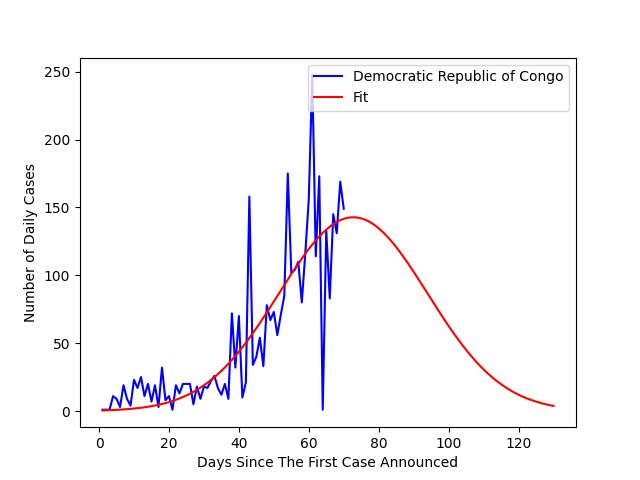 250
200
150
100
50
0
Number of Daily Cases
Democratic Republic of Congo
Fit
0 20 40 60 80 100 120
Days Since The First Case Announced